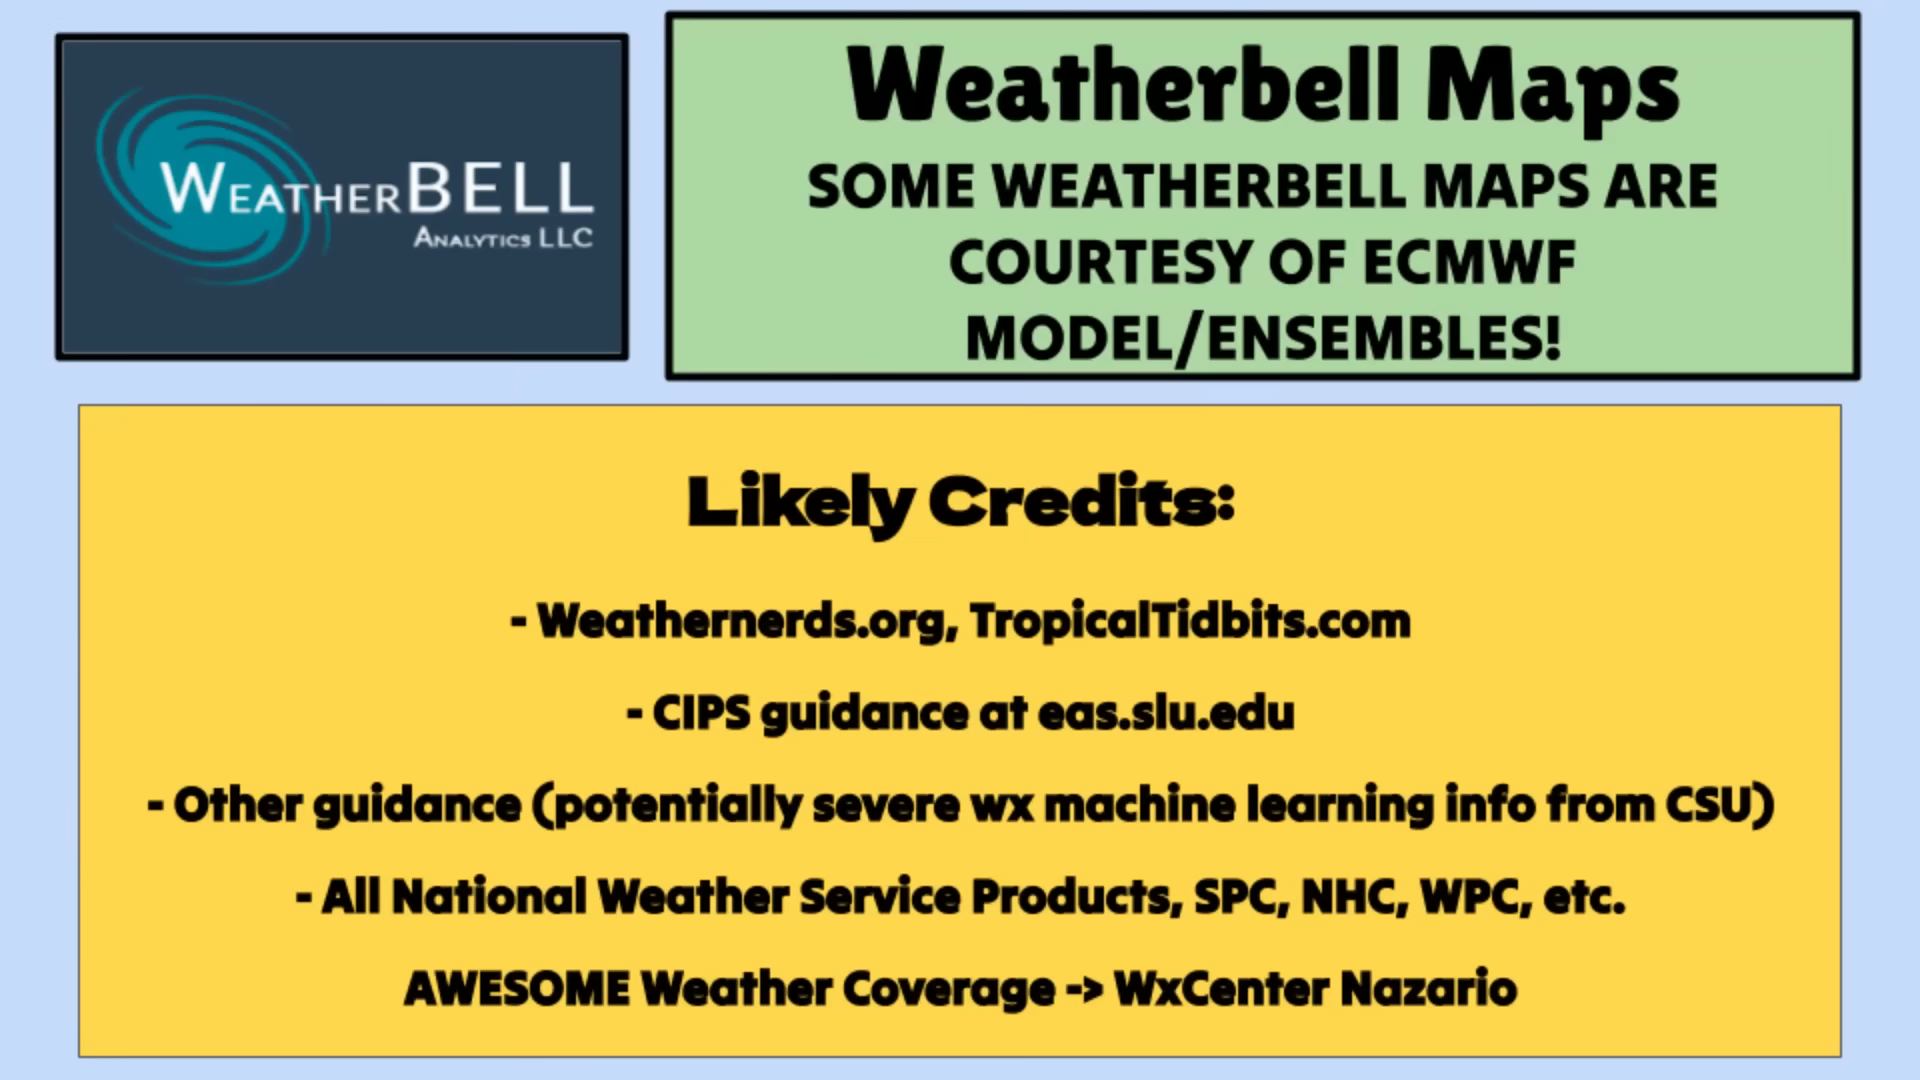 WEATHERBELL
ANALYTICS LLC
Weatherbell Maps
SOME WEATHERBELL MAPS ARE
COURTESY OF ECMWF
MODEL/ENSEMBLES!
Likely Credits:
- Weathernerds.org, TropicalTidbits.com
- CIPS guidance at eas.slu.edu
- Other guidance (potentially severe wx machine learning info from CSU)
- All National Weather Service Products, SPC, NHC, WPC, etc.
AWESOME Weather Coverage -> WxCenter Nazario